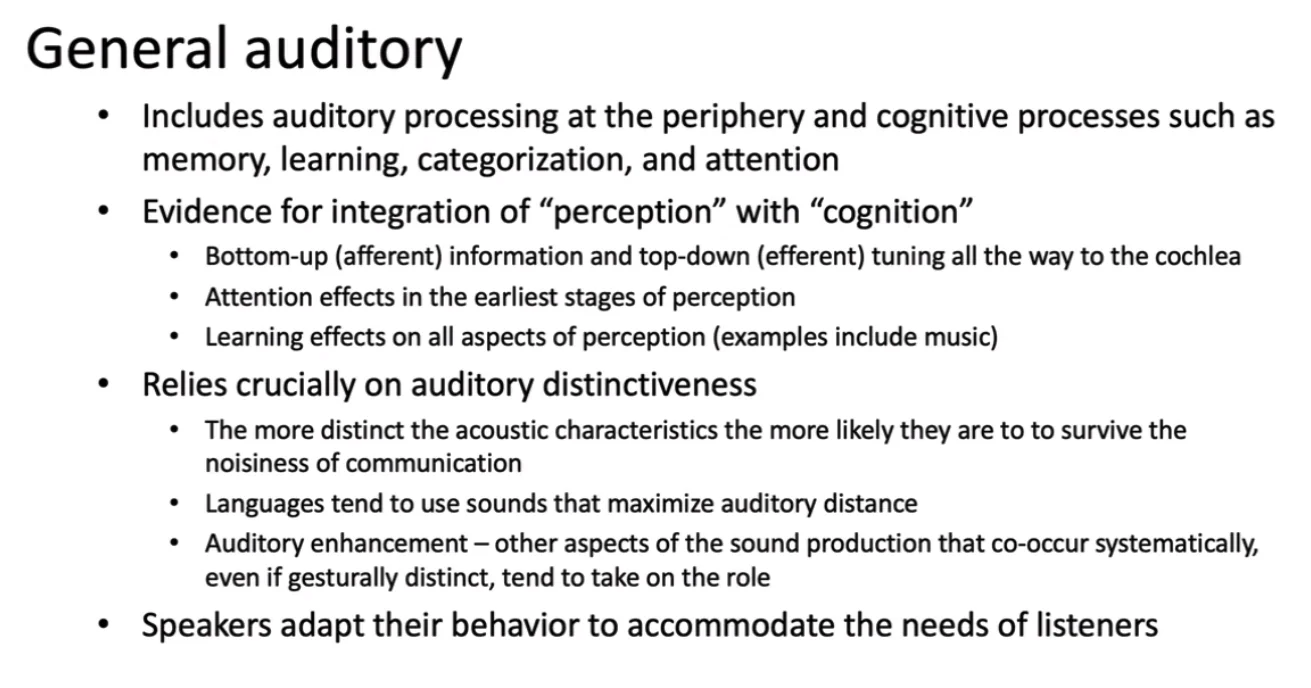 General auditory
• Includes auditory processing at the periphery and cognitive processes such as
memory, learning, categorization, and attention
• Evidence for integration of “perception” with “cognition”
• Bottom-up (afferent) information and top-down (efferent) tuning all the way to the cochlea
• Attention effects in the earliest stages of perception
• Learning effects on all aspects of perception (examples include music)
• Relies crucially on auditory distinctiveness
• The more distinct the acoustic characteristics the more likely they are to to survive the
noisiness of communication
• Languages tend to use sounds that maximize auditory distance
• Auditory enhancement – other aspects of the sound production that co-occur systematically,
even if gesturally distinct, tend to take on the role
• Speakers adapt their behavior to accommodate the needs of listeners